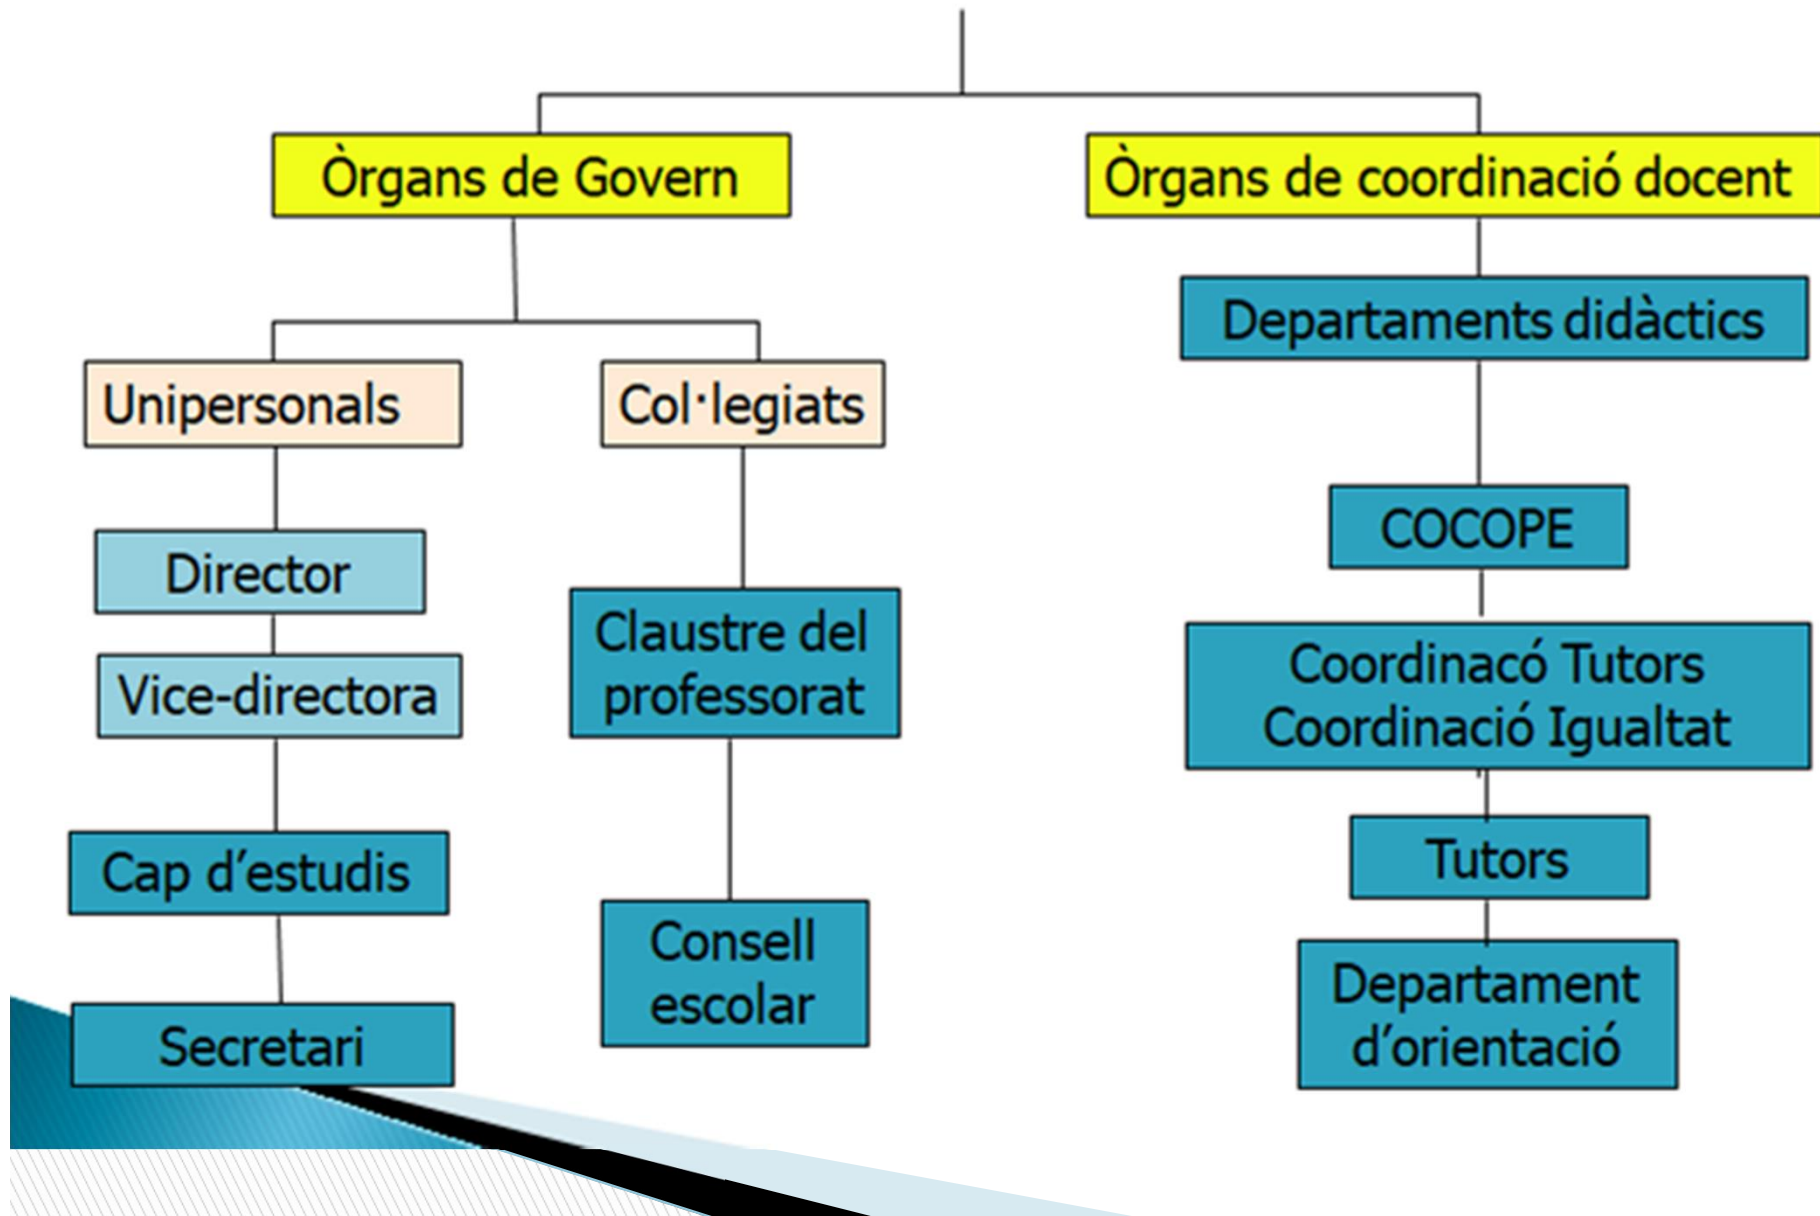 Òrgans de Govern
Òrgans de coordinació docent
Departaments didàctics
Unipersonals
Col·legiats
COCOPE
Director
Claustre del
professorat
Coordinacó Tutors
Coordinació Igualtat
Vice-directora
Cap d’estudis
Tutors
Consell
escolar
Departament
d’orientació
Secretari